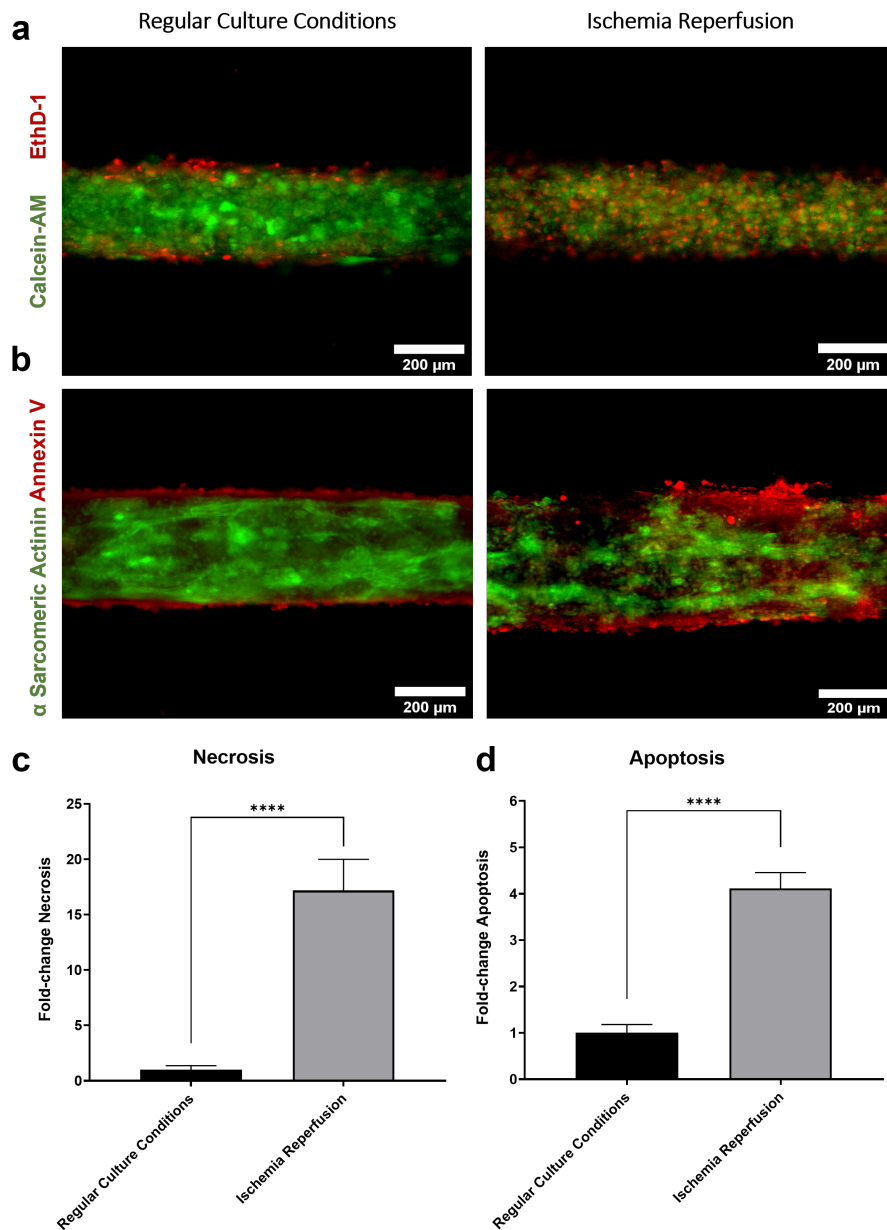 a
Regular Culture Conditions
Ischemia Reperfusion
Calcein-AM EthD-1
200 µm
200 µm
b
α Sarcomeric Actinin Annexin V
200 µm
200 µm
c
Necrosis
Fold-change Necrosis
25
20
15
10
5
0
****
Regular Culture Conditions
Ischemia Reperfusion
d
Apoptosis
Fold-change Apoptosis
6
5
4
3
2
1
0
****
Regular Culture Conditions
Ischemia Reperfusion